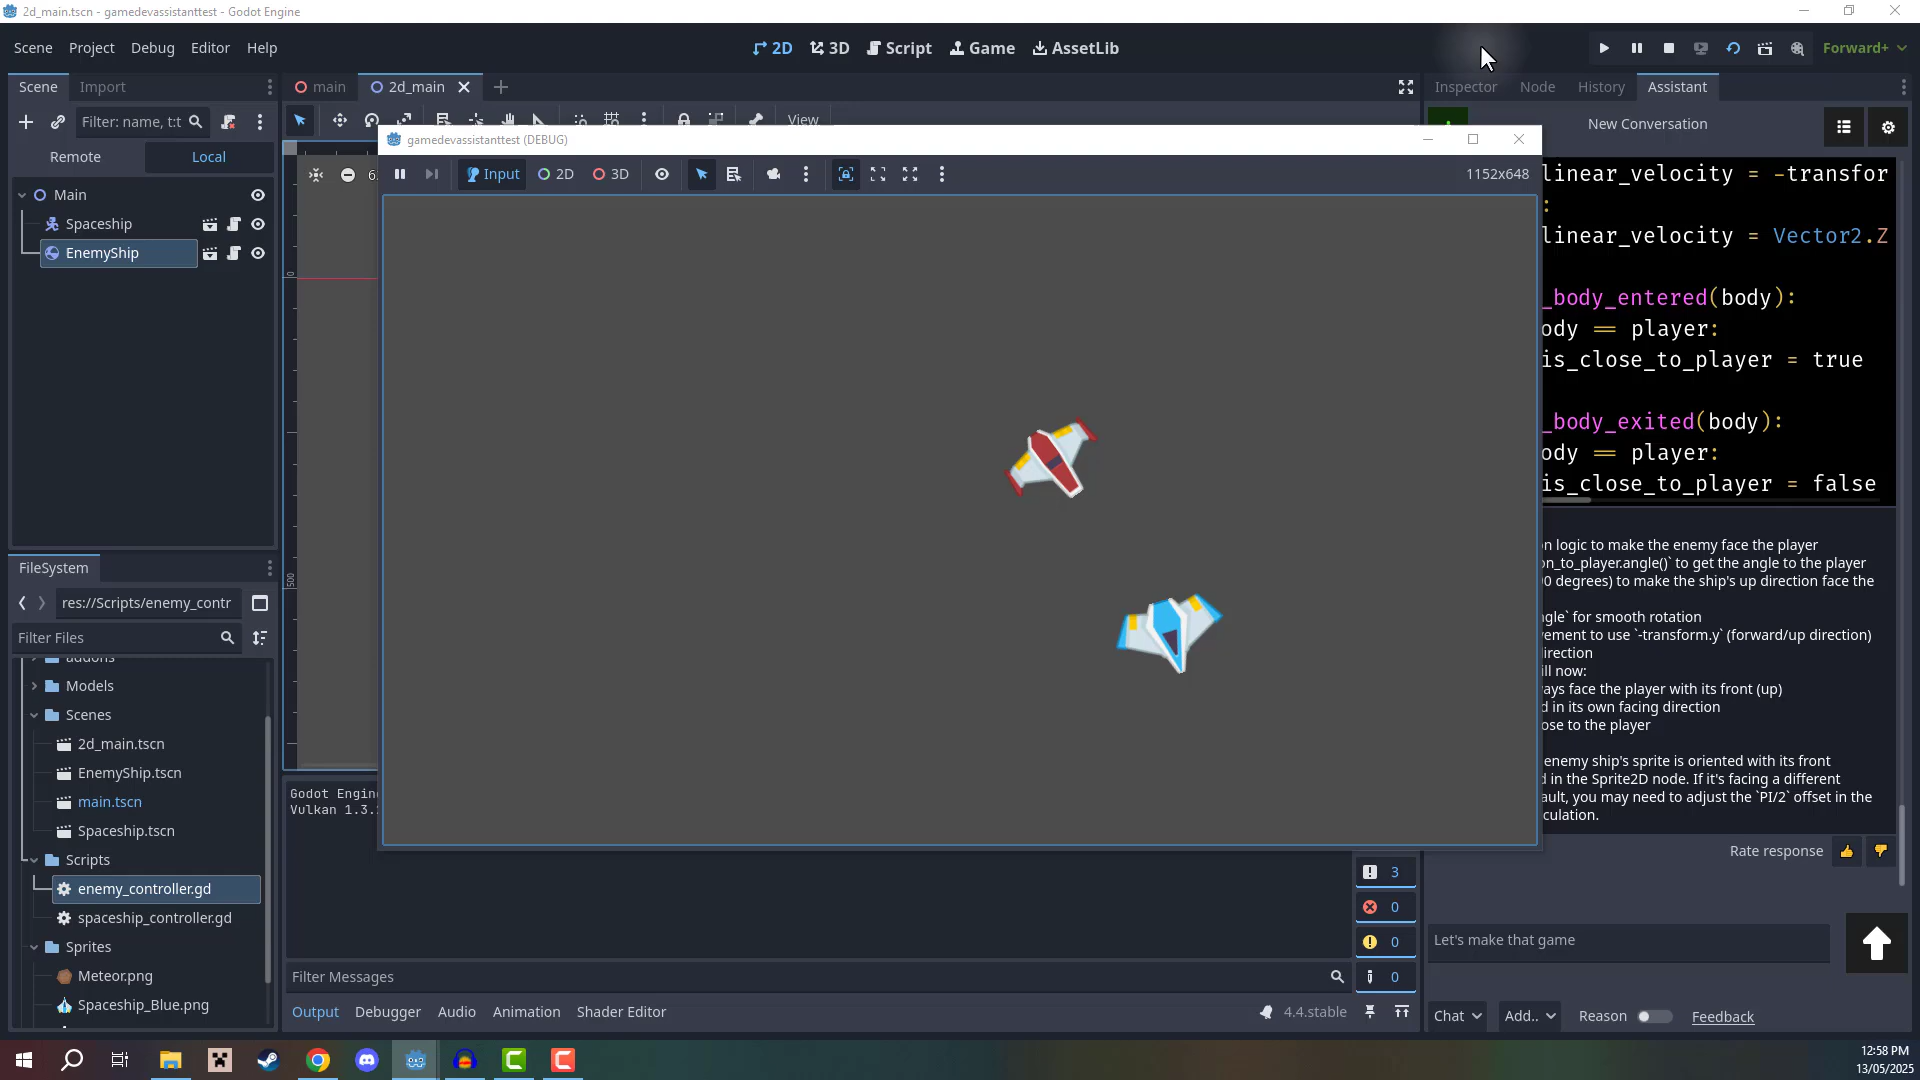 2d_main.tscn - gamedevassistanttest - Godot Engine
Scene Project Debug Editor Help
2D 3D Script Game AssetLib
Forward+
Scene Import
main 2d_main
Inspector Node History Assistant
Filter: name, t:t
View
New Conversation
Remote Local
gamedevassistanttest (DEBUG)
Input 2D 3D
1152x648
Main
Spaceship
EnemyShip
linear_velocity = -transfor
:
linear_velocity = Vector2.Z
_body_entered(body):
ody == player:
is_close_to_player = true
_body_exited(body):
ody == player:
is_close_to_player = false
n logic to make the enemy face the player
on_to_player.angle()` to get the angle to the player
0 degrees) to make the ship's up direction face the
gle` for smooth rotation
vement to use `-transform.y` (forward/up direction)
irection
ill now:
ays face the player with its front (up)
d in its own facing direction
ose to the player
enemy ship's sprite is oriented with its front
d in the Sprite2D node. If it's facing a different
ault, you may need to adjust the `PI/2` offset in the
culation.
Rate response
Let's make that game
Chat Add.. Reason Feedback
FileSystem
res://Scripts/enemy_contr
Filter Files
addons
Models
Scenes
2d_main.tscn
EnemyShip.tscn
main.tscn
Spaceship.tscn
Scripts
enemy_controller.gd
spaceship_controller.gd
Sprites
Meteor.png
Spaceship_Blue.png
0
500
Godot Engin
Vulkan 1.3.
3
0
0
0
Filter Messages
Output Debugger Audio Animation Shader Editor
4.4.stable
12:58 PM
13/05/2025